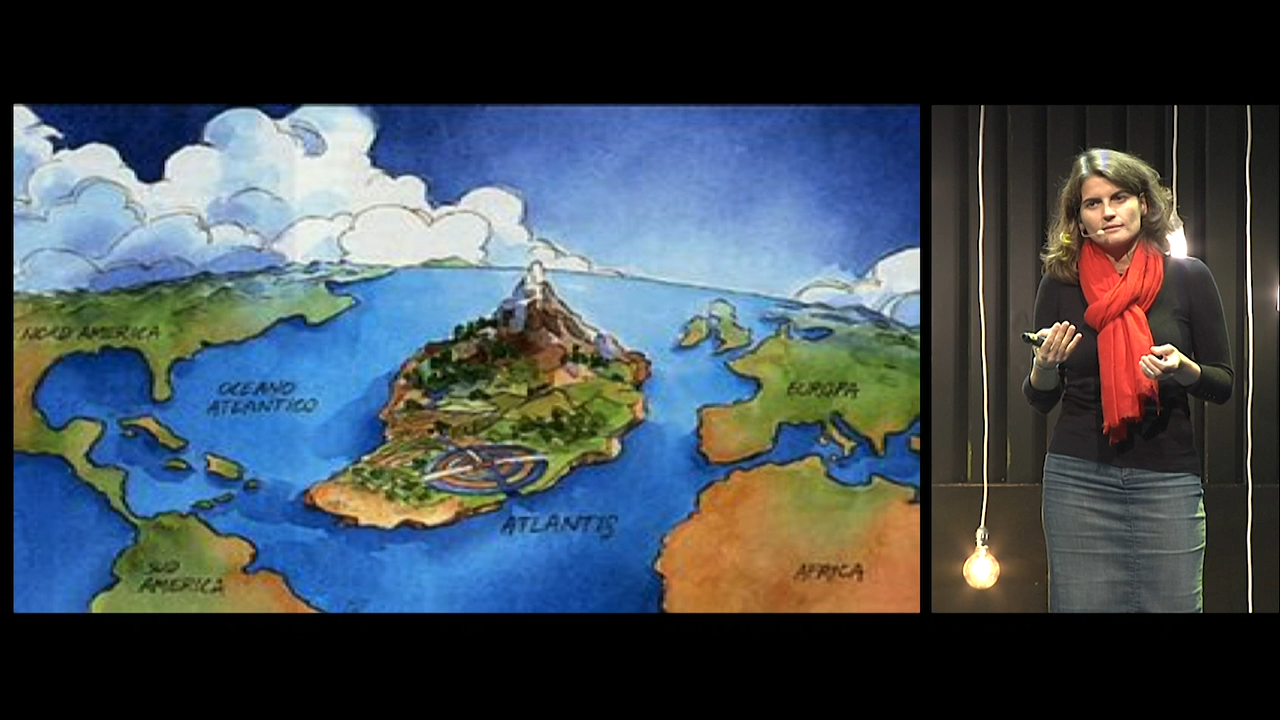 NORD AMERICA
OCEANO
ATLANTICO
EUROPA
ATLANTIS
SUD
AMERICA
AFRICA